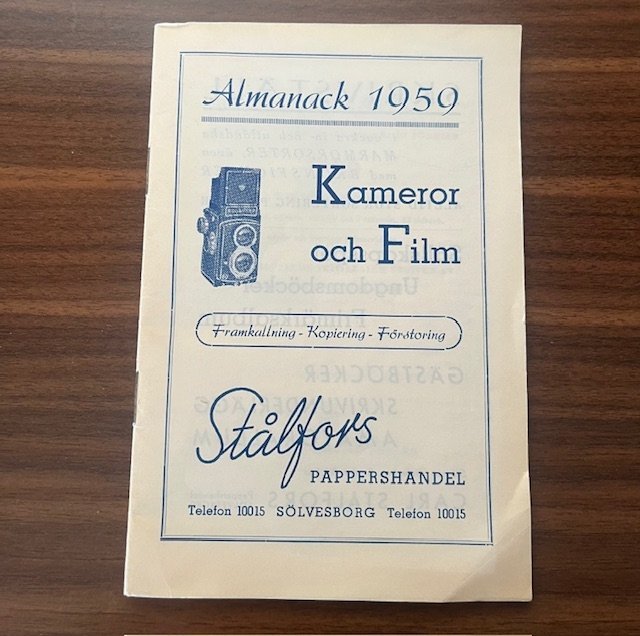 Almanack 1959
Kameror
och Film
Framkallning - Kopiering - Förstoring
Stålfors
PAPPERSHANDEL
Telefon 10015 SÖLVESBORG Telefon 10015